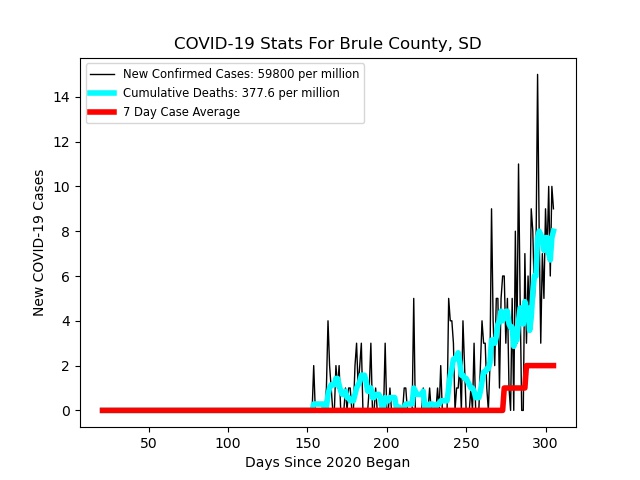 COVID-19 Stats For Brule County, SD
New Confirmed Cases: 59800 per million
Cumulative Deaths: 377.6 per million
7 Day Case Average
New COVID-19 Cases
14
12
10
8
6
4
2
0
50 100 150 200 250 300
Days Since 2020 Began